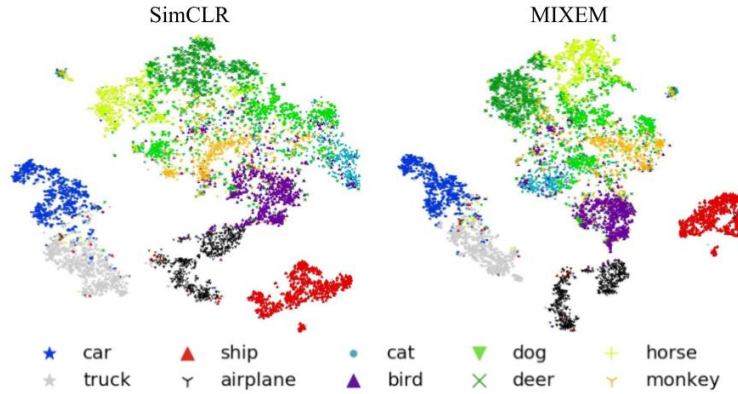 SimCLR MIXEM
car ship cat dog horse
truck airplane bird deer monkey